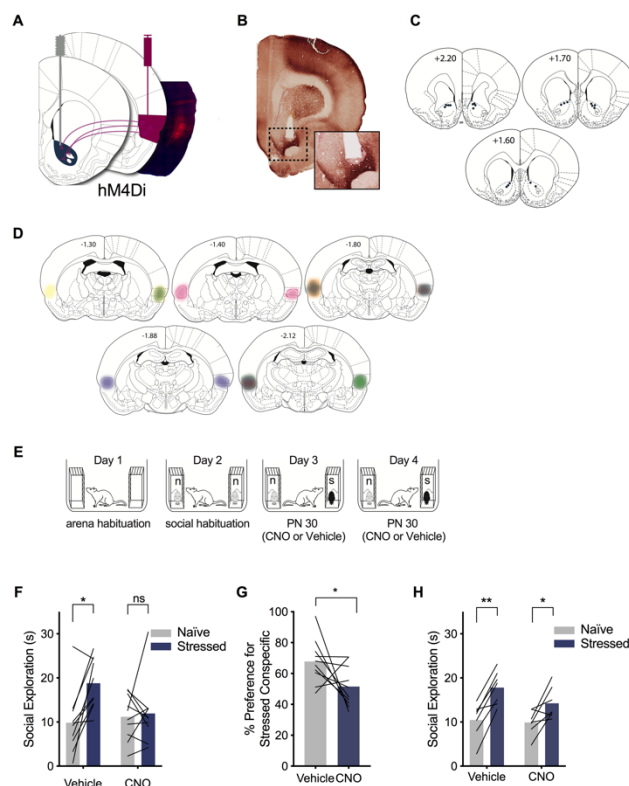 A
B
C
hM4Di
+2.20
+1.70
+1.60
D
-1.30
-1.40
-1.80
-1.88
-2.12
E
Day 1
Day 2
Day 3
Day 4
n
n
n
s
n
s
arena habituation
social habituation
PN 30
(CNO or Vehicle)
PN 30
(CNO or Vehicle)
F
Social Exploration (s)
30
20
10
0
*
ns
Naïve
Stressed
Vehicle
CNO
G
% Preference for
Stressed Conspecific
100
80
60
40
20
0
*
Vehicle
CNO
H
Social Exploration (s)
30
20
10
0
**
*
Naïve
Stressed
Vehicle
CNO